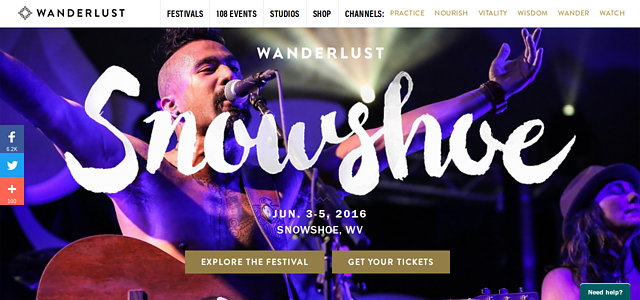 WANDERLUST
FESTIVALS 108 EVENTS STUDIOS SHOP CHANNELS: PRACTICE NOURISH VITALITY WISDOM WANDER WATCH
WANDERLUST
Snowshoe
6.2K
100
JUN. 3-5, 2016
SNOWSHOE, WV
EXPLORE THE FESTIVAL GET YOUR TICKETS
Need help?